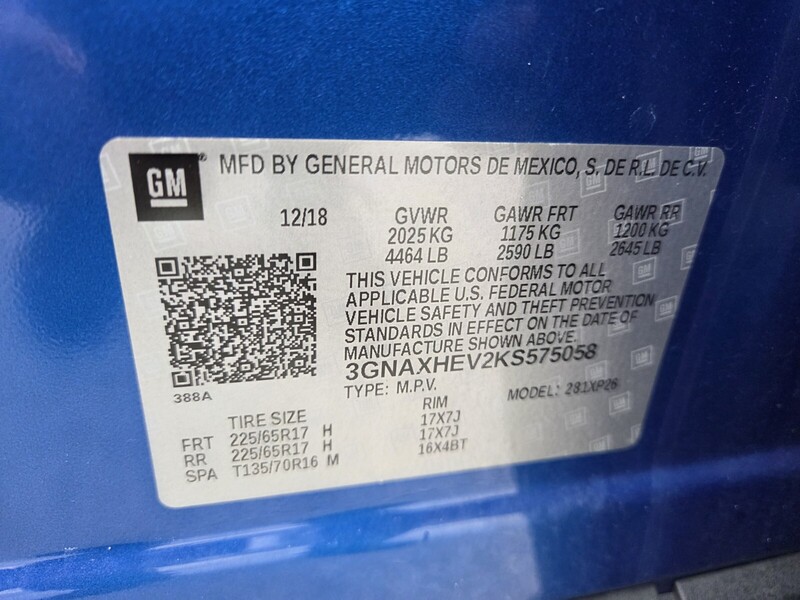 GM® MFD BY GENERAL MOTORS DE MEXICO, S. DE R.L. DE C.V.
12/18 GVWR GAWR FRT GAWR RR
2025 KG 1175 KG 1200 KG
4464 LB 2590 LB 2645 LB
THIS VEHICLE CONFORMS TO ALL
APPLICABLE U.S. FEDERAL MOTOR
VEHICLE SAFETY AND THEFT PREVENTION
STANDARDS IN EFFECT ON THE DATE OF
MANUFACTURE SHOWN ABOVE.
3GNAXHEV2KS575058
388A TYPE: M.P.V. MODEL: 281XP26
TIRE SIZE RIM
FRT 225/65R17 H 17X7J
RR 225/65R17 H 17X7J
SPA T135/70R16 M 16X4BT